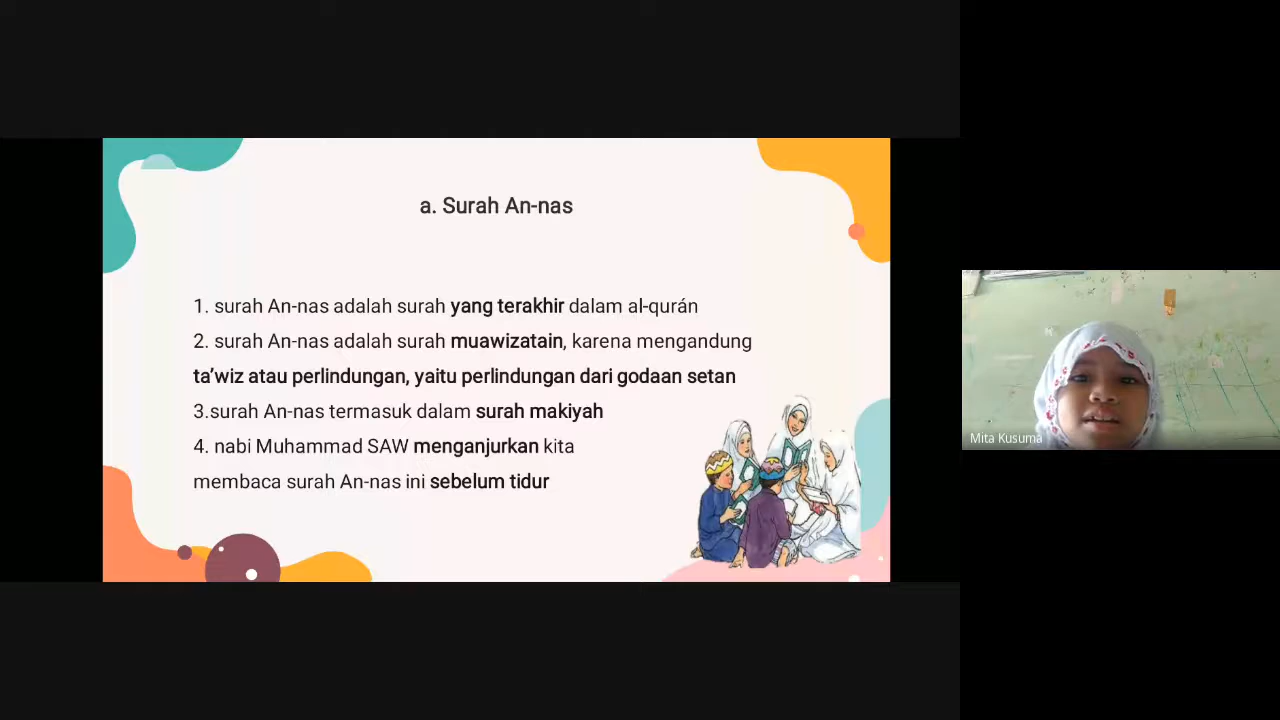 a. Surah An-nas
1. surah An-nas adalah surah yang terakhir dalam al-qurán
2. surah An-nas adalah surah muawizatain, karena mengandung
ta’wiz atau perlindungan, yaitu perlindungan dari godaan setan
3.surah An-nas termasuk dalam surah makiyah
4. nabi Muhammad SAW menganjurkan kita
membaca surah An-nas ini sebelum tidur
Mita Kusuma